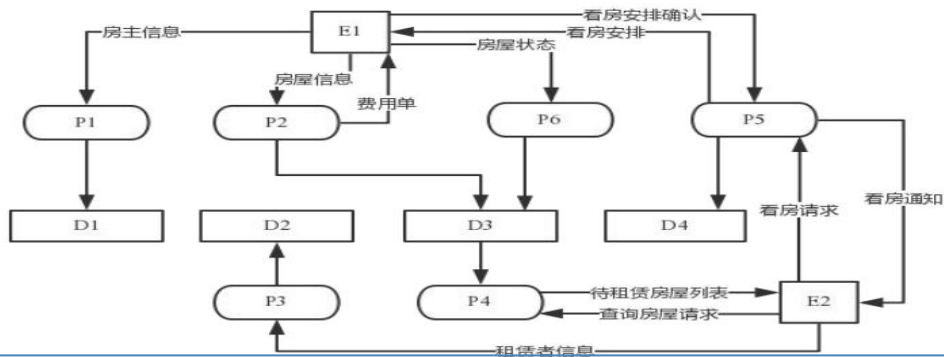 看房安排确认
E1
房主信息
看房安排
房屋状态
房屋信息
费用单
P1
P2
P6
P5
看房请求
看房通知
D1
D2
D3
D4
P3
P4
待租赁房屋列表
E2
查询房屋请求
租赁者信息